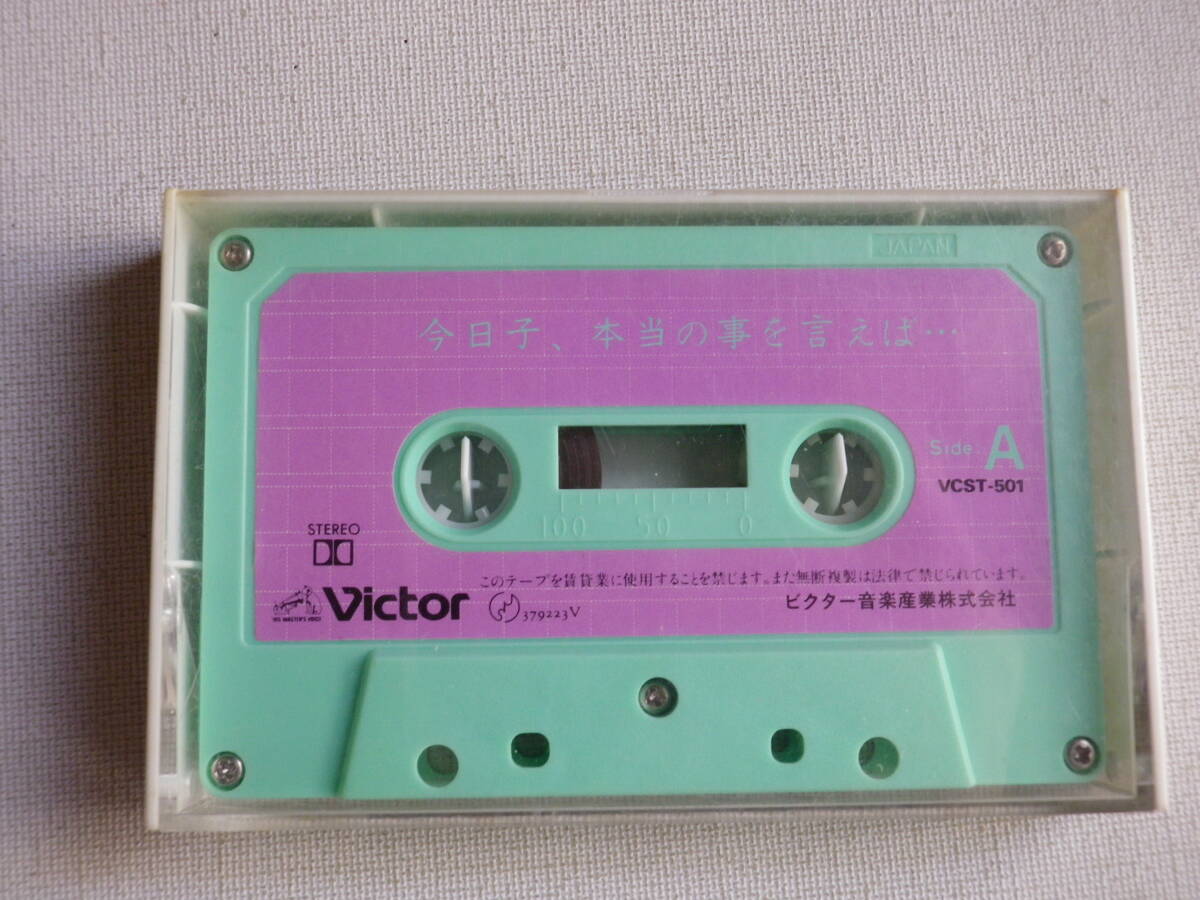 JAPAN
今日子、本当の事を言えば…
Side. A
VCST-501
100 50 0
STEREO
このテープを賃貸業に使用することを禁じます。また無断複製は法律で禁じられています。
HIS MASTER'S VOICE
Victor
379223V
ビクター音楽産業株式会社